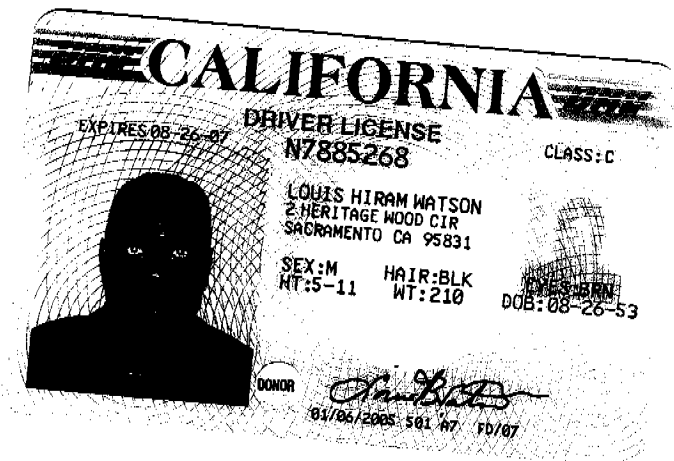 CALIFORNIA
DRIVER LICENSE
EXPIRES 08-26-07
N7885268
CLASS:C
LOUIS HIRAM WATSON
2 HERITAGE WOOD CIR
SACRAMENTO CA 95831
SEX:M HAIR:BLK EYES:BRN
HT:5-11 WT:210 DOB:08-26-53
DONOR
01/06/2005 501 A7 FD/07